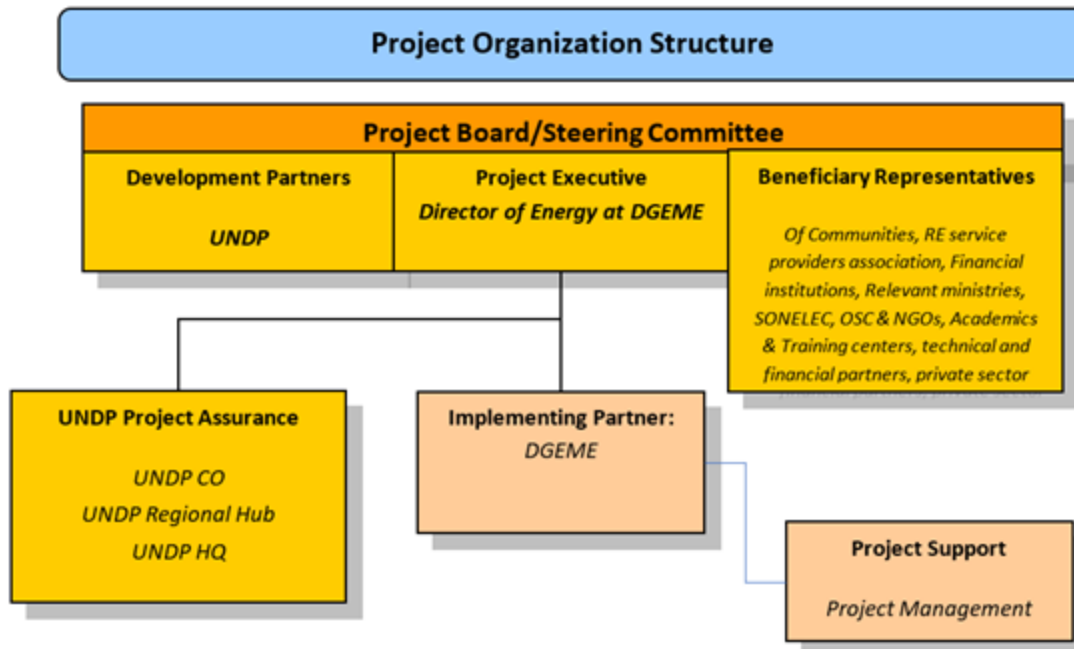 Project Organization Structure
Project Board/Steering Committee
Development Partners
UNDP
Project Executive
Director of Energy at DGEME
Beneficiary Representatives
Of Communities, RE service
providers association, Financial
institutions, Relevant ministries,
SONELEC, OSC & NGOs, Academics
& Training centers, technical and
financial partners, private sector
UNDP Project Assurance
UNDP CO
UNDP Regional Hub
UNDP HQ
Implementing Partner:
DGEME
Project Support
Project Management